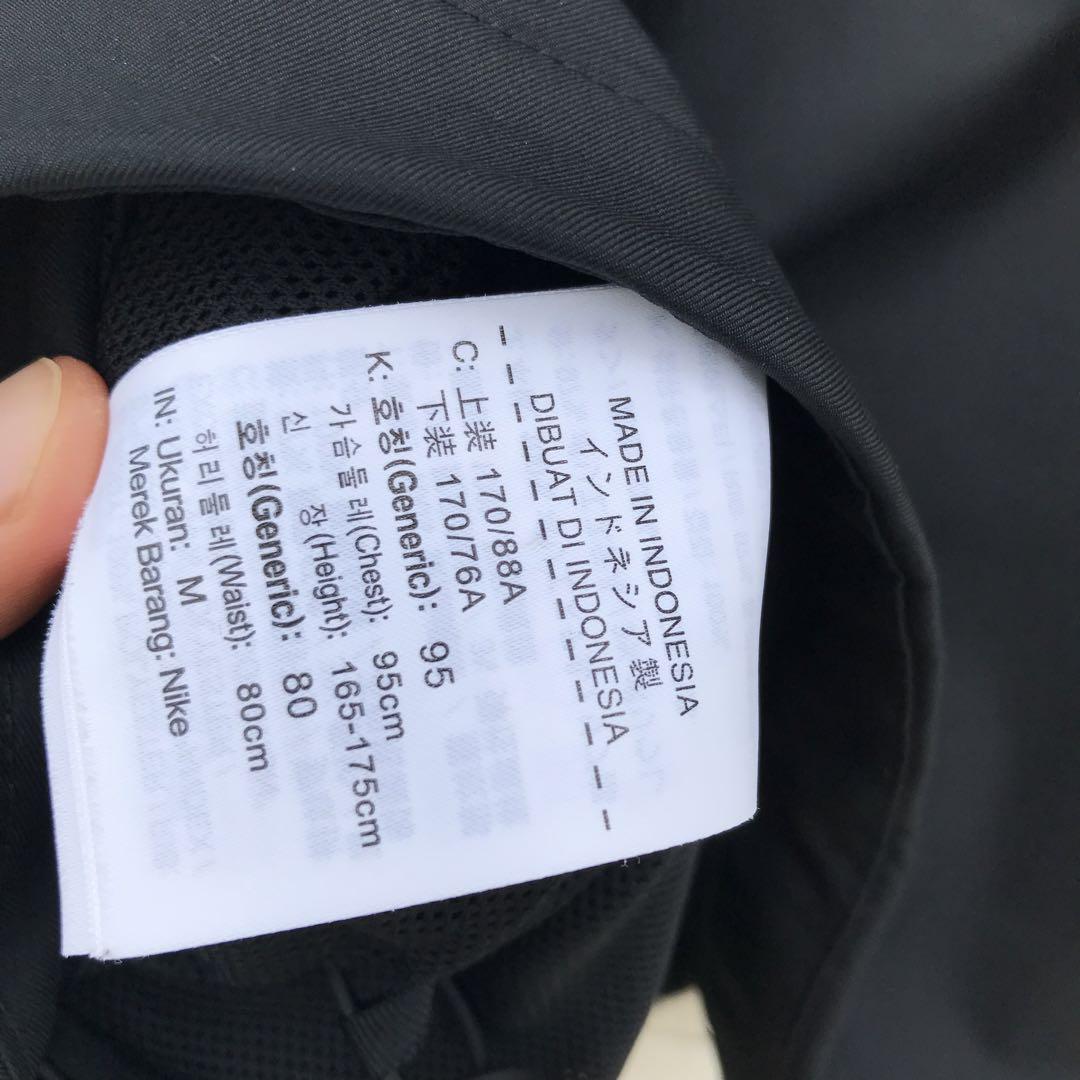 MADE IN INDONESIA
インドネシア製
DIBUAT DI INDONESIA
C: 上装 170/88A
下装 170/76A
K: 호칭(Generic): 95
가슴둘레(Chest): 95cm
신 장(Height): 165-175cm
호칭(Generic): 80
허리둘레(Waist): 80cm
IN: Ukuran: M
Merek Barang: Nike